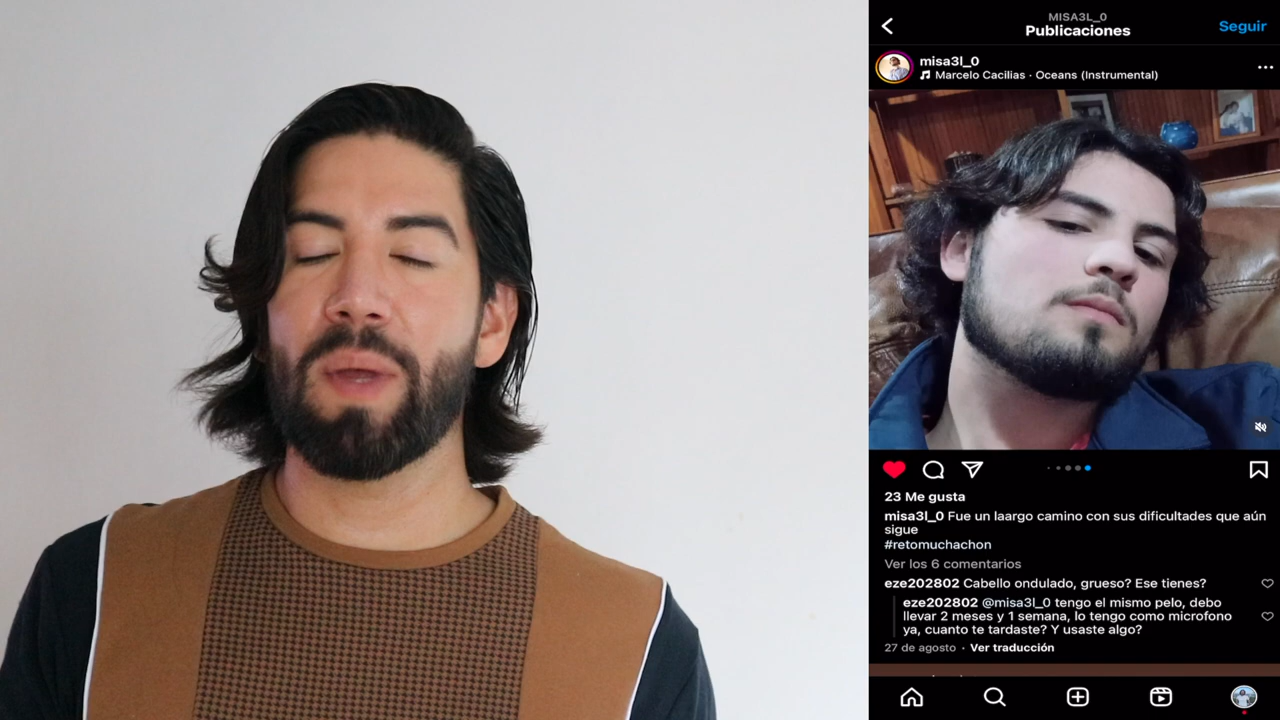 MISA3L_0
Publicaciones
Seguir
misa3l_0
Marcelo Cacilias · Oceans (Instrumental)
23 Me gusta
misa3l_0 Fue un laargo camino con sus dificultades que aún
sigue
#retomuchachon
Ver los 6 comentarios
eze202802 Cabello ondulado, grueso? Ese tienes?
eze202802 @misa3l_0 tengo el mismo pelo, debo
llevar 2 meses y 1 semana, lo tengo como microfono
ya, cuanto te tardaste? Y usaste algo?
27 de agosto · Ver traducción